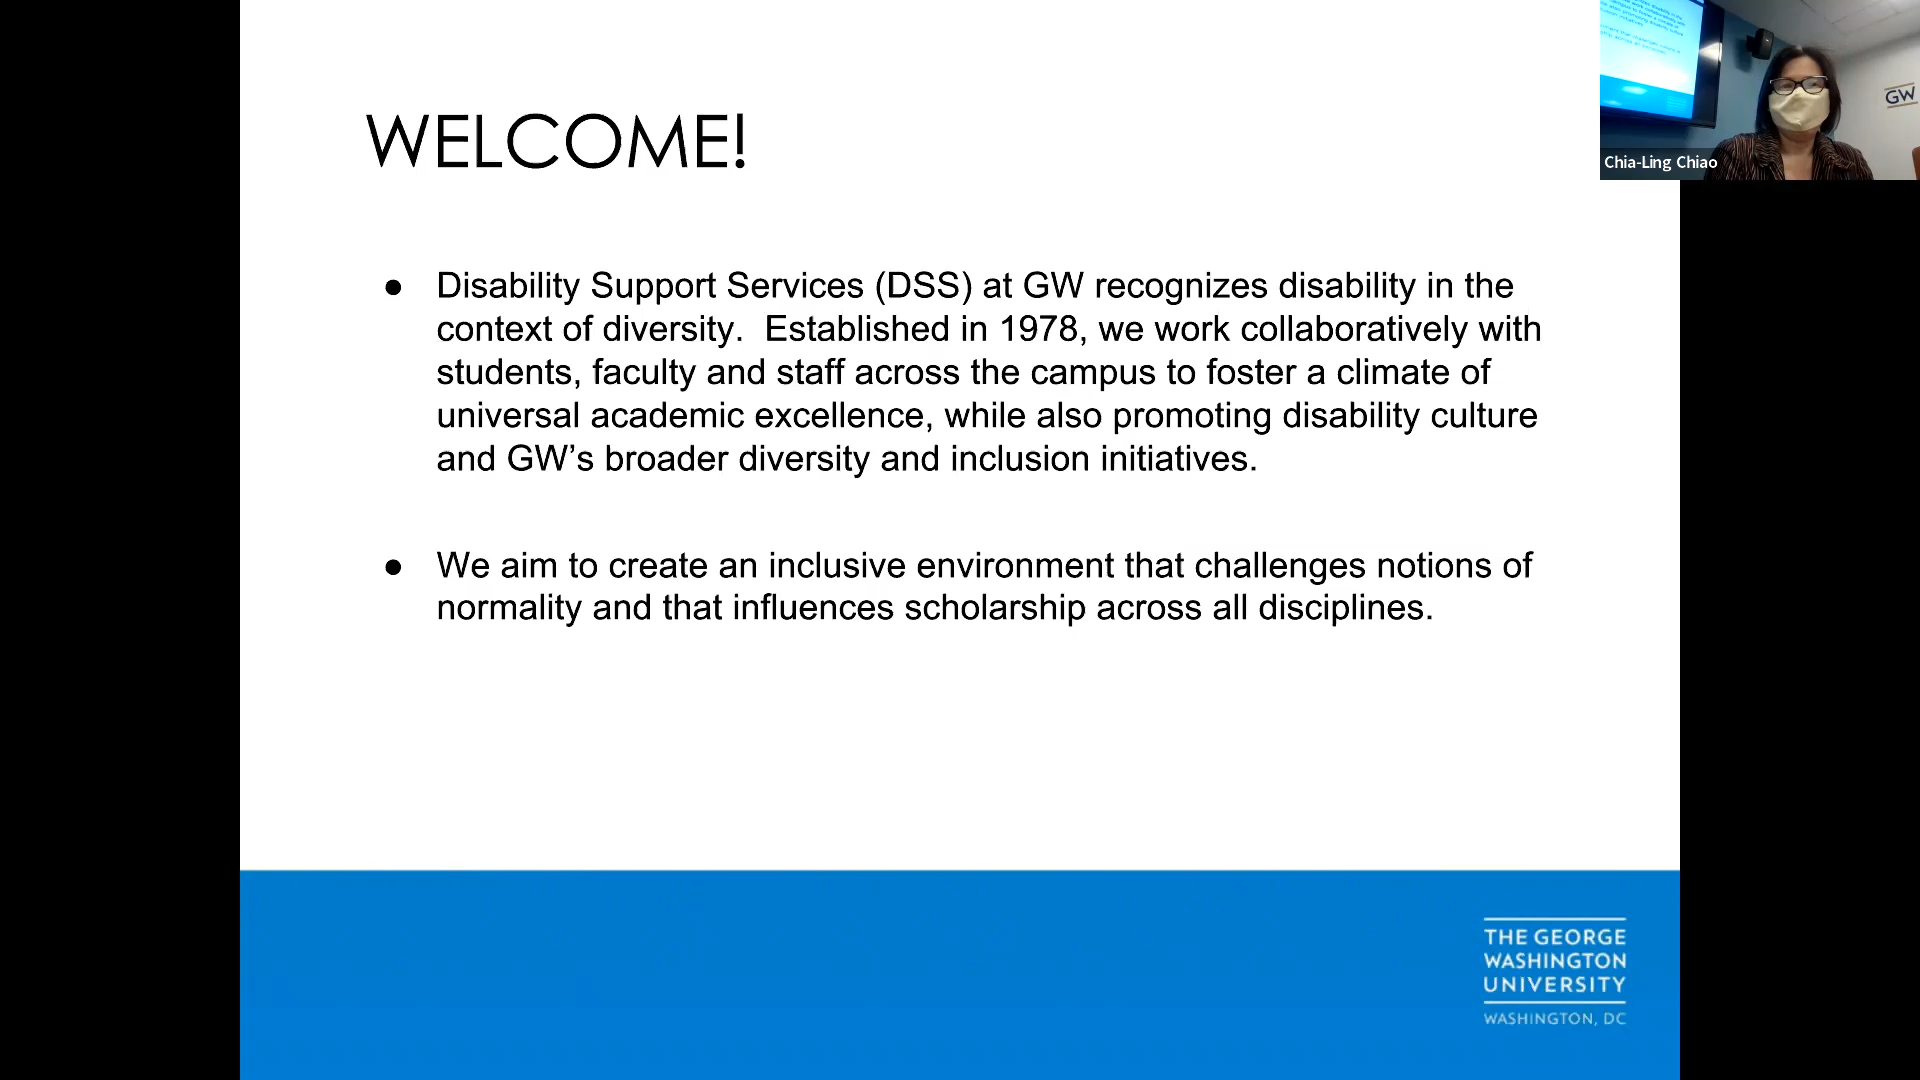 WELCOME!
● Disability Support Services (DSS) at GW recognizes disability in the
context of diversity.  Established in 1978, we work collaboratively with
students, faculty and staff across the campus to foster a climate of
universal academic excellence, while also promoting disability culture
and GW’s broader diversity and inclusion initiatives.
● We aim to create an inclusive environment that challenges notions of
normality and that influences scholarship across all disciplines.
THE GEORGE
WASHINGTON
UNIVERSITY
WASHINGTON, DC
GW
Chia-Ling Chiao